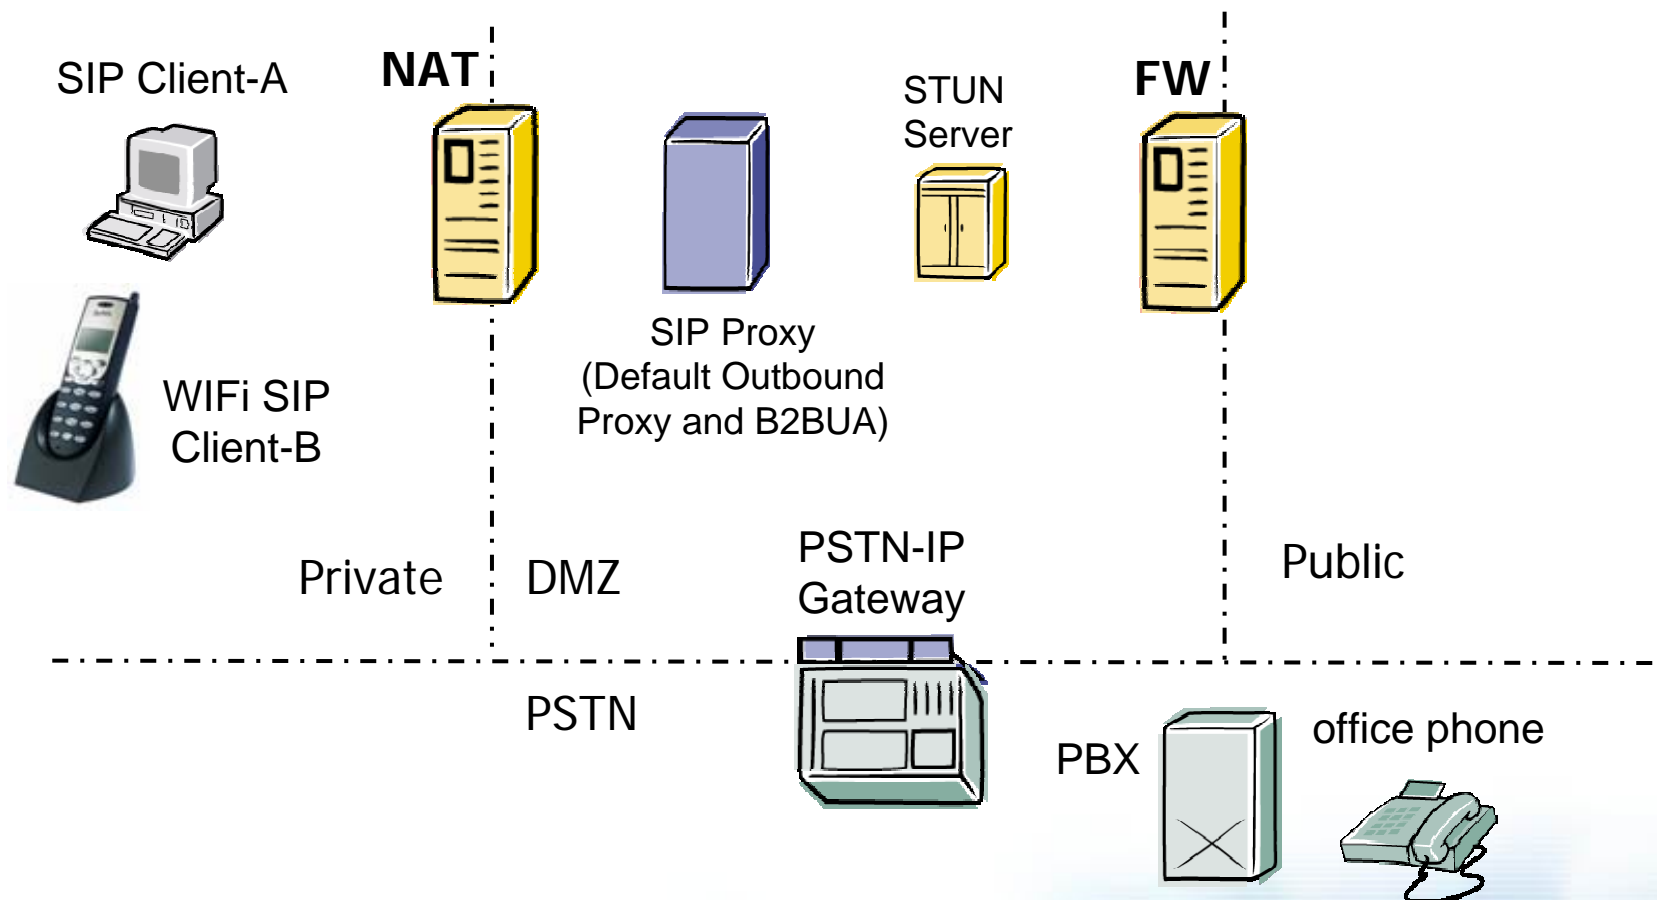 SIP Client-A
NAT
STUN
Server
FW
SIP Proxy
(Default Outbound
Proxy and B2BUA)
WIFi SIP
Client-B
Private
DMZ
PSTN-IP
Gateway
Public
PSTN
PBX
office phone